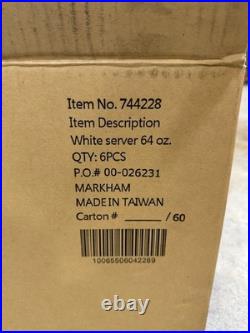 Item No. 744228
Item Description
White server 64 oz.
QTY: 6PCS
P.O.# 00-026231
MARKHAM
MADE IN TAIWAN
Carton # ______ / 60
10065506042289